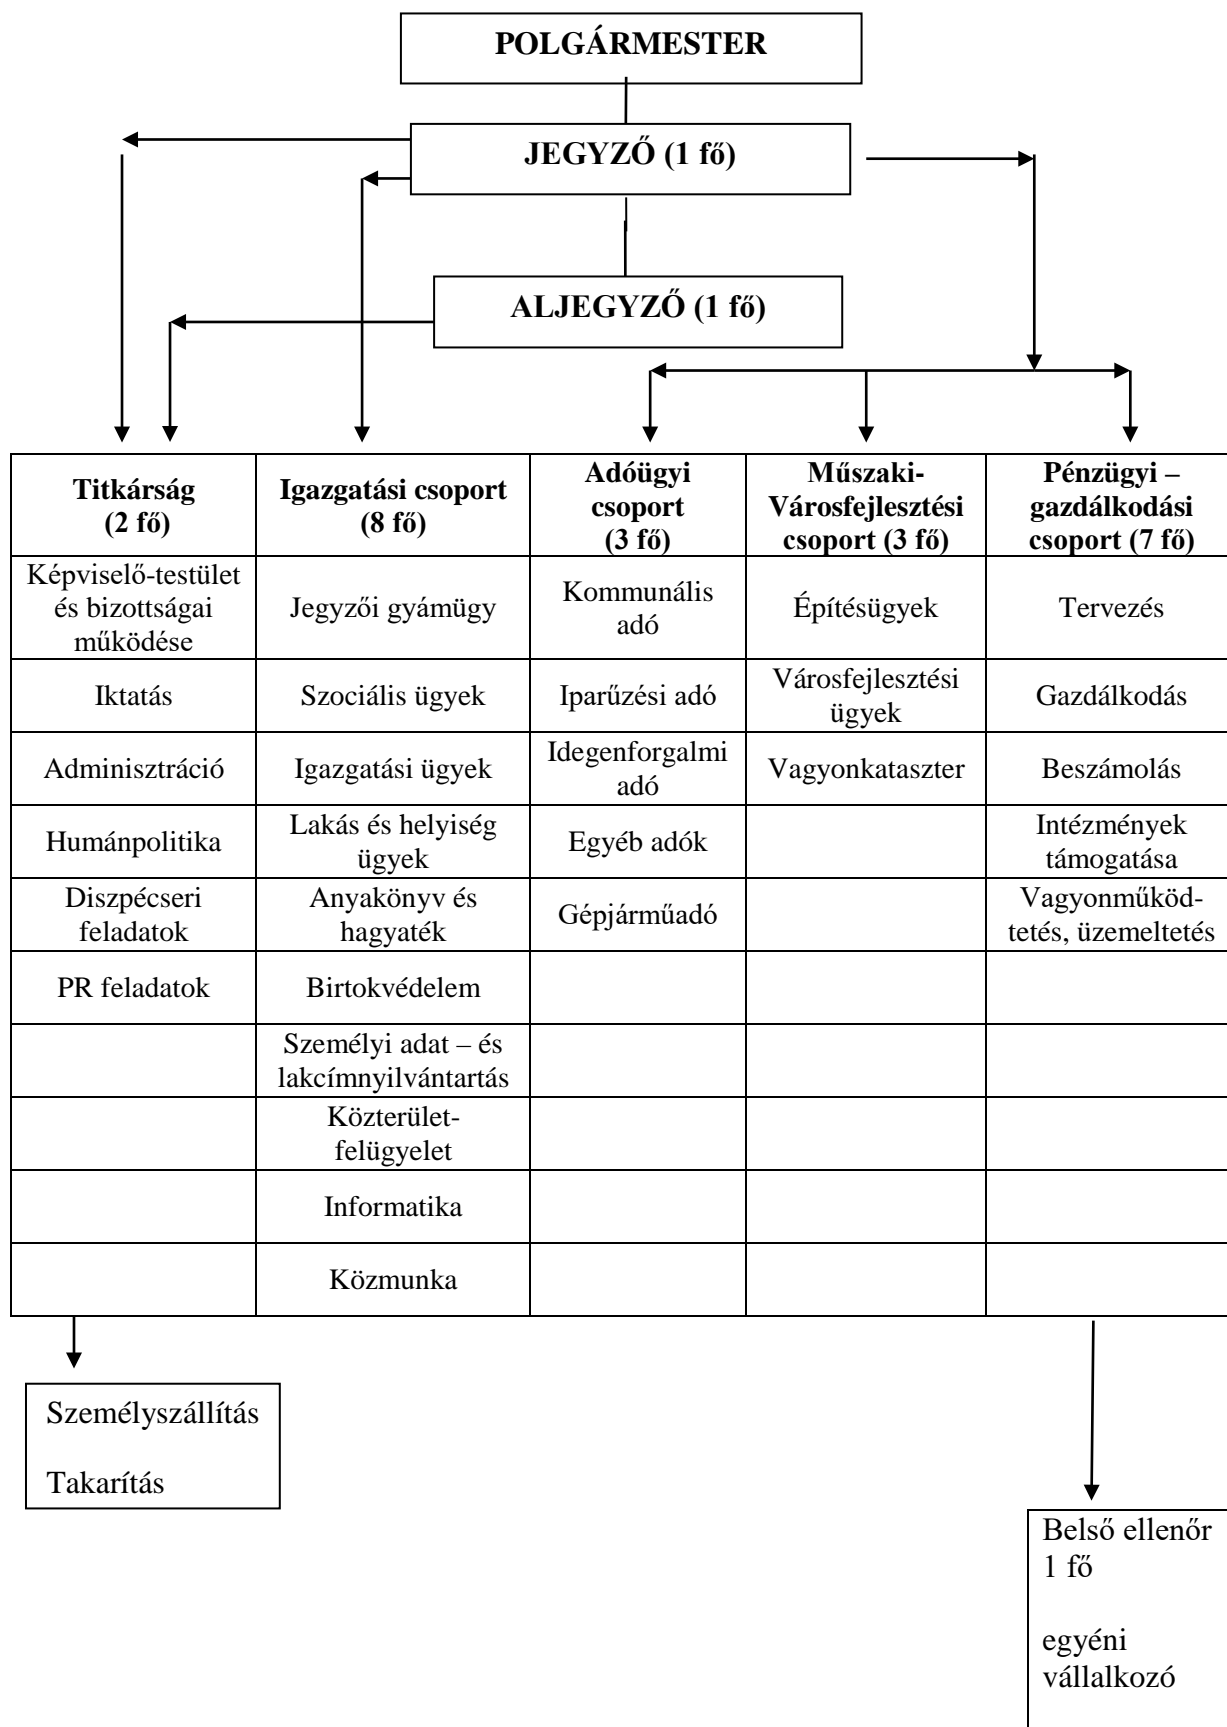 POLGÁRMESTER
JEGYZŐ (1 fő)
ALJEGYZŐ (1 fő)
Titkárság
(2 fő)
Igazgatási csoport
(8 fő)
Adóügyi
csoport
(3 fő)
Műszaki-
Városfejlesztési
csoport (3 fő)
Pénzügyi –
gazdálkodási
csoport (7 fő)
Képviselő-testület
és bizottságai
működése
Jegyzői gyámügy
Kommunális
adó
Építésügyek
Tervezés
Iktatás
Szociális ügyek
Iparűzési adó
Városfejlesztési
ügyek
Gazdálkodás
Adminisztráció
Igazgatási ügyek
Idegenforgalmi
adó
Vagyonkataszter
Beszámolás
Humánpolitika
Lakás és helyiség
ügyek
Egyéb adók
Intézmények
támogatása
Diszpécseri
feladatok
Anyakönyv és
hagyaték
Gépjárműadó
Vagyonműköd-
tetés, üzemeltetés
PR feladatok
Birtokvédelem
Személyi adat – és
lakcímnyilvántartás
Közterület-
felügyelet
Informatika
Közmunka
Személyszállítás
Takarítás
Belső ellenőr
1 fő
egyéni
vállalkozó